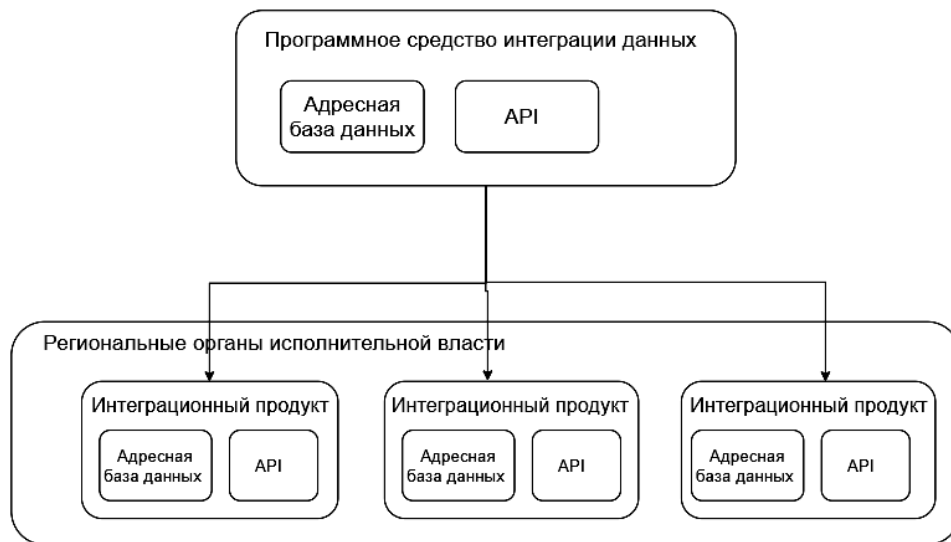 Программное средство интеграции данных
Адресная
база данных
API
Региональные органы исполнительной власти
Интеграционный продукт
Адресная
база данных
API
Интеграционный продукт
Адресная
база данных
API
Интеграционный продукт
Адресная
база данных
API